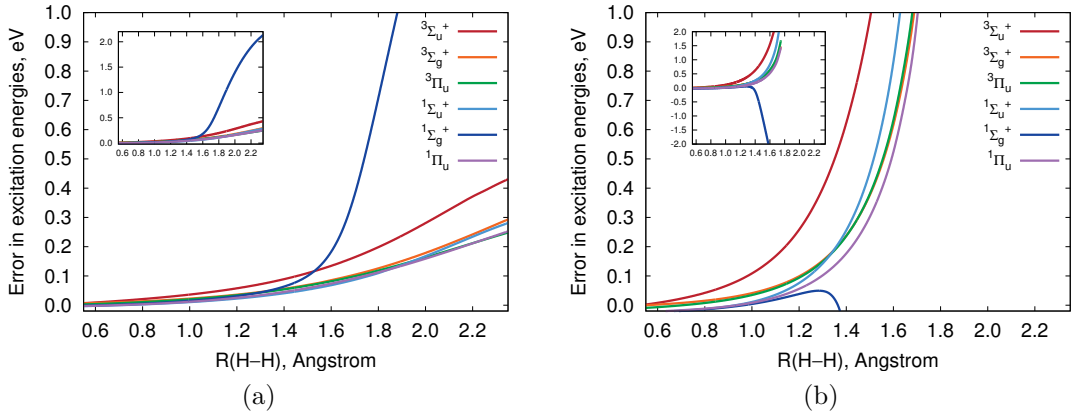 Error in excitation energies, eV
1.0
0.9
0.8
0.7
0.6
0.5
0.4
0.3
0.2
0.1
0.0
2.0
1.5
1.0
0.5
0.0
0.6 0.8 1.0 1.2 1.4 1.6 1.8 2.0 2.2
³Σᵤ⁺
³Σg⁺
³Πᵤ
¹Σᵤ⁺
¹Σg⁺
¹Πᵤ
0.6 0.8 1.0 1.2 1.4 1.6 1.8 2.0 2.2
R(H–H), Angstrom
(a)
Error in excitation energies, eV
1.0
0.9
0.8
0.7
0.6
0.5
0.4
0.3
0.2
0.1
0.0
2.0
1.5
1.0
0.5
0.0
-0.5
-1.0
-1.5
-2.0
0.6 0.8 1.0 1.2 1.4 1.6 1.8 2.0 2.2
³Σᵤ⁺
³Σg⁺
³Πᵤ
¹Σᵤ⁺
¹Σg⁺
¹Πᵤ
0.6 0.8 1.0 1.2 1.4 1.6 1.8 2.0 2.2
R(H–H), Angstrom
(b)